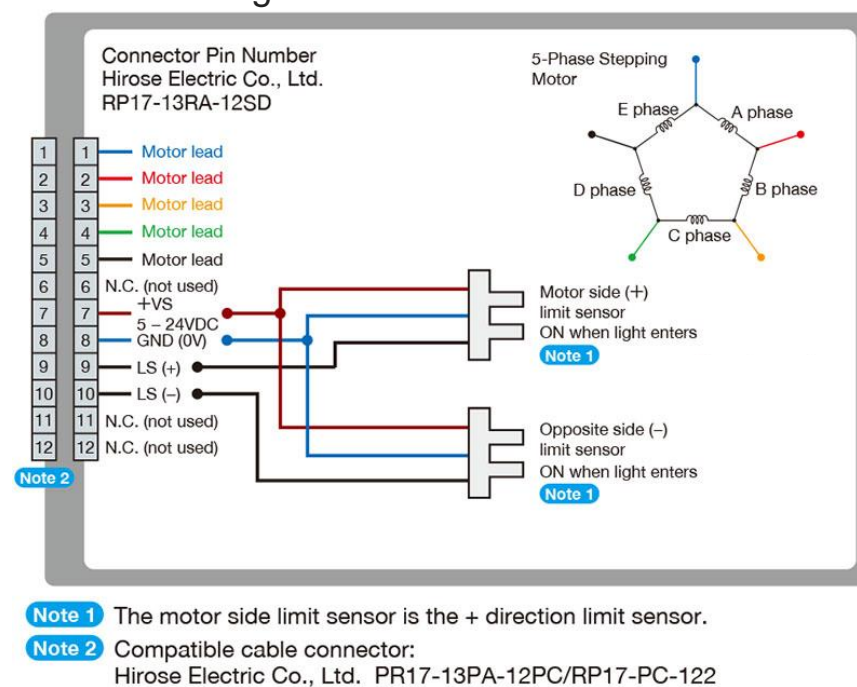 Connector Pin Number
Hirose Electric Co., Ltd.
RP17-13RA-12SD
5-Phase Stepping
Motor
E phase
A phase
D phase
B phase
C phase
1 1 Motor lead
2 2 Motor lead
3 3 Motor lead
4 4 Motor lead
5 5 Motor lead
6 6 N.C. (not used)
7 7 +VS
5 – 24VDC
8 8 GND (0V)
9 9 LS (+)
10 10 LS (–)
11 11 N.C. (not used)
12 12 N.C. (not used)
Note 2
Motor side (+)
limit sensor
ON when light enters
Note 1
Opposite side (–)
limit sensor
ON when light enters
Note 1
Note 1 The motor side limit sensor is the + direction limit sensor.
Note 2 Compatible cable connector:
Hirose Electric Co., Ltd. PR17-13PA-12PC/RP17-PC-122